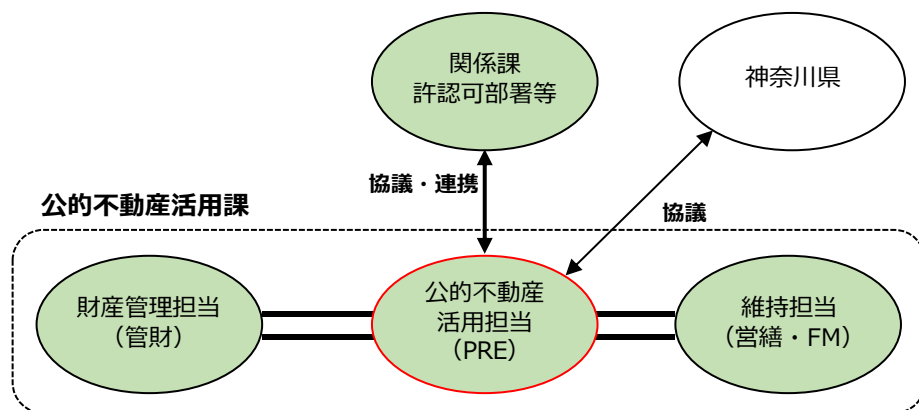 関係課
許認可部署等
神奈川県
協議・連携
協議
公的不動産活用課
財産管理担当
（管財）
公的不動産
活用担当
（PRE）
維持担当
（営繕・FM）